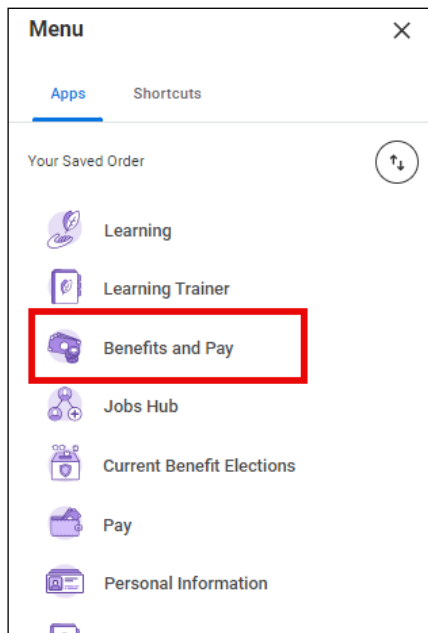 Menu
Apps Shortcuts
Your Saved Order
Learning
Learning Trainer
Benefits and Pay
Jobs Hub
Current Benefit Elections
Pay
Personal Information